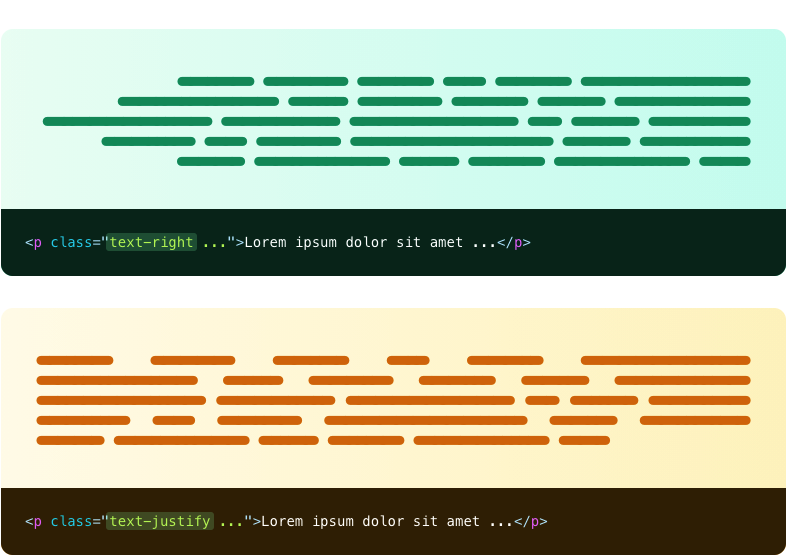 <p class="text-right ...">Lorem ipsum dolor sit amet ...</p>
<p class="text-justify ...">Lorem ipsum dolor sit amet ...</p>